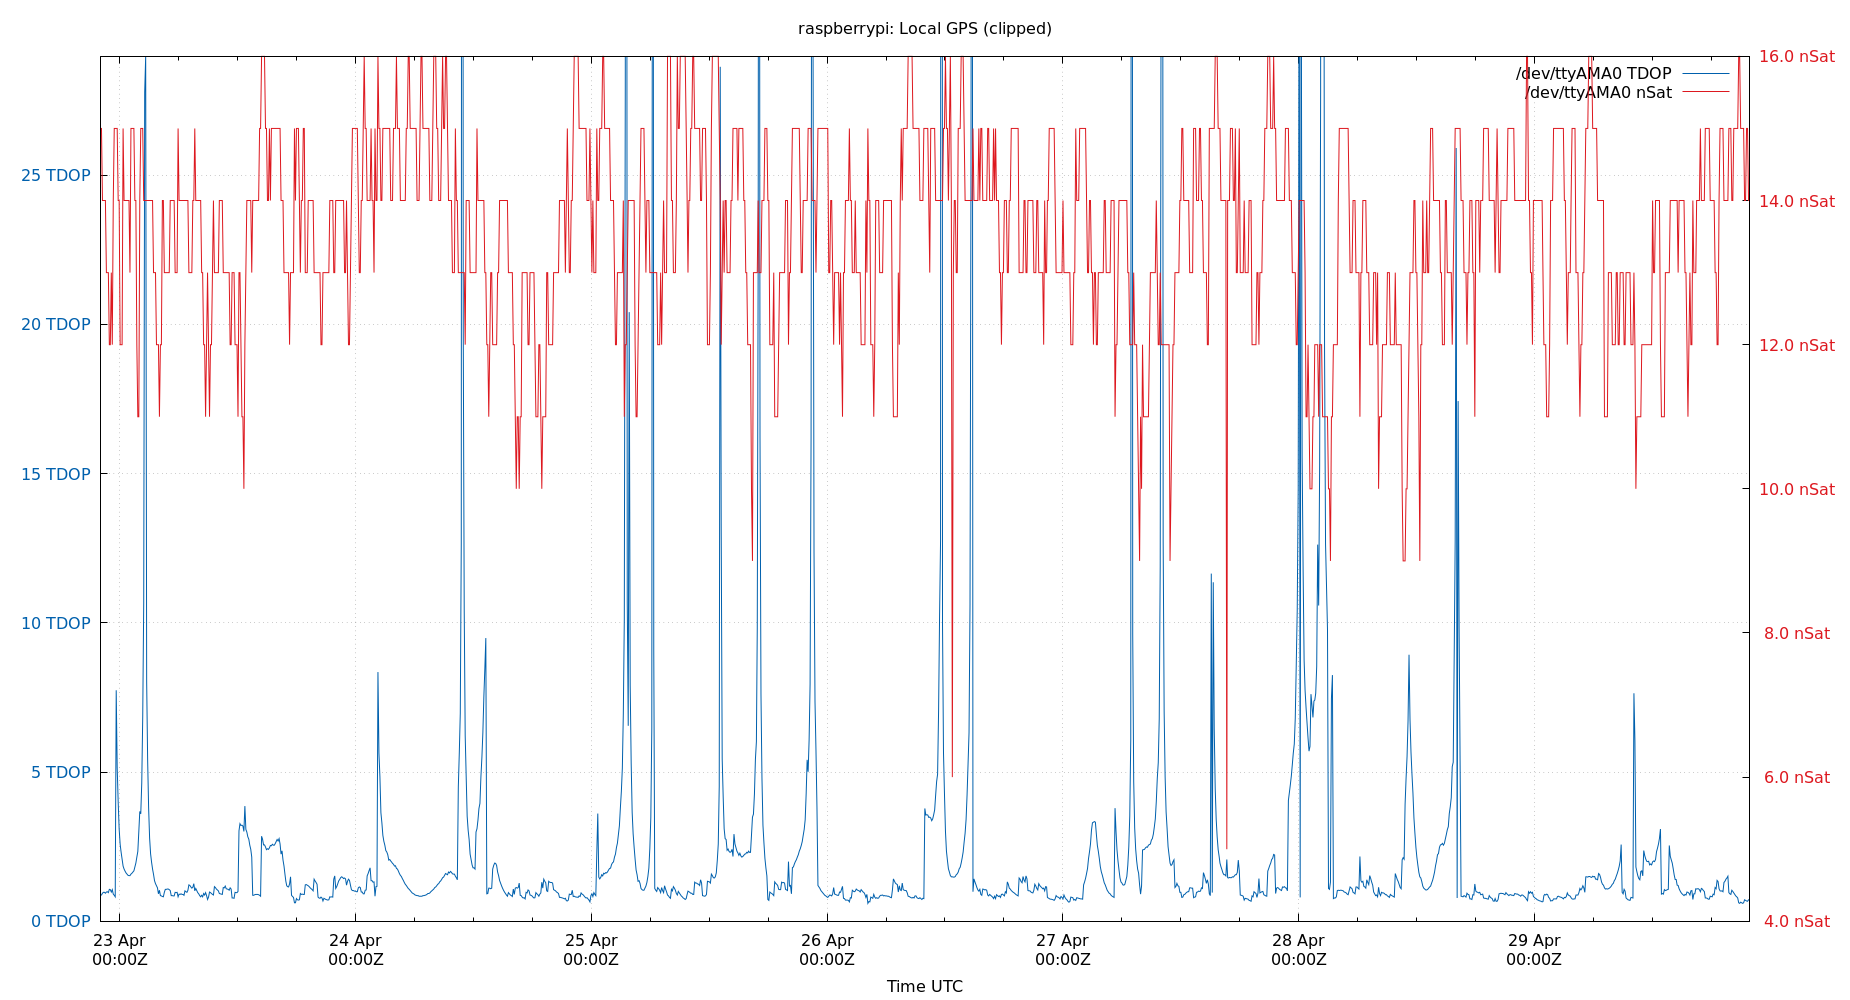 raspberrypi: Local GPS (clipped)
16.0 nSat
/dev/ttyAMA0 TDOP
/dev/ttyAMA0 nSat
25 TDOP
14.0 nSat
20 TDOP
12.0 nSat
15 TDOP
10.0 nSat
10 TDOP
8.0 nSat
5 TDOP
6.0 nSat
0 TDOP
4.0 nSat
23 Apr 24 Apr 25 Apr 26 Apr 27 Apr 28 Apr 29 Apr
00:00Z 00:00Z 00:00Z 00:00Z 00:00Z 00:00Z 00:00Z
Time UTC